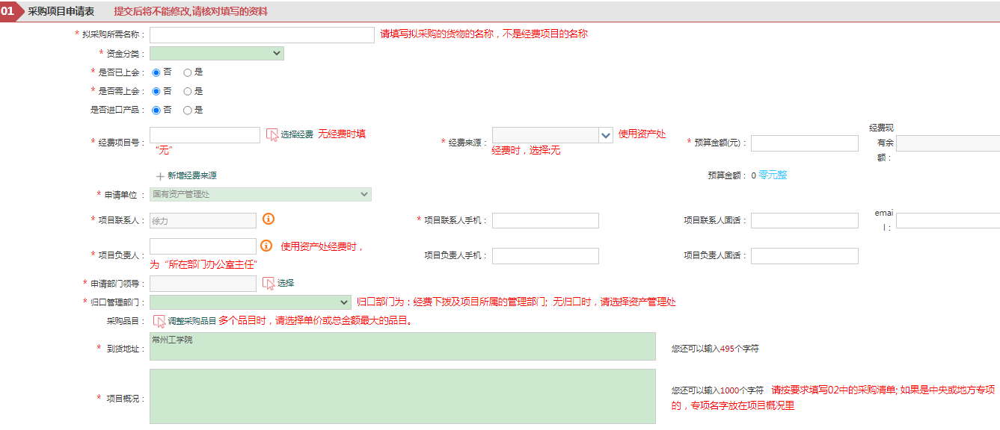 01 采购项目申请表 提交后将不能修改,请核对填写的资料
* 拟采购所需名称： 请填写拟采购的货物的名称，不是经费项目的名称
* 资金分类：
* 是否已上会： 否 是
* 是否需上会： 否 是
是否进口产品： 否 是
* 经费项目号： 选择经费 无经费时填
“无”
* 经费来源： 使用资产处
经费时，选择:无
* 预算金额(元)：
经费现
有余
额：
新增经费来源 预算金额： 0 零元整
* 申请单位 ： 国有资产管理处
* 项目联系人： 徐力 * 项目联系人手机： 项目联系人固话：
emai
l：
* 项目负责人： 使用资产处经费时，
为“所在部门办公室主任”
项目负责人手机： 项目负责人固话：
* 申请部门领导： 选择
* 归口管理部门： 归口部门为：经费下拨及项目所属的管理部门; 无归口时，请选择资产管理处
采购品目： 调整采购品目 多个品目时，请选择单价或总金额最大的品目。
* 到货地址： 常州工学院 您还可以输入495个字符
* 项目概况： 您还可以输入1000个字符 请按要求填写02中的采购清单; 如果是中央或地方专项
的，专项名字放在项目概况里